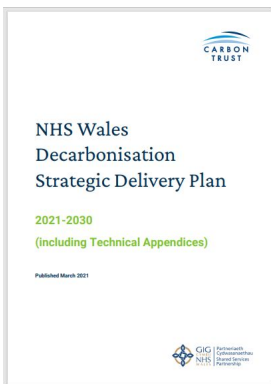 CARBON
TRUST
NHS Wales
Decarbonisation
Strategic Delivery Plan
2021-2030
(including Technical Appendices)
Published March 2021
GIG
CYMRU
NHS
WALES
Partneriaeth
Cydwasanaethau
Shared Services
Partnership